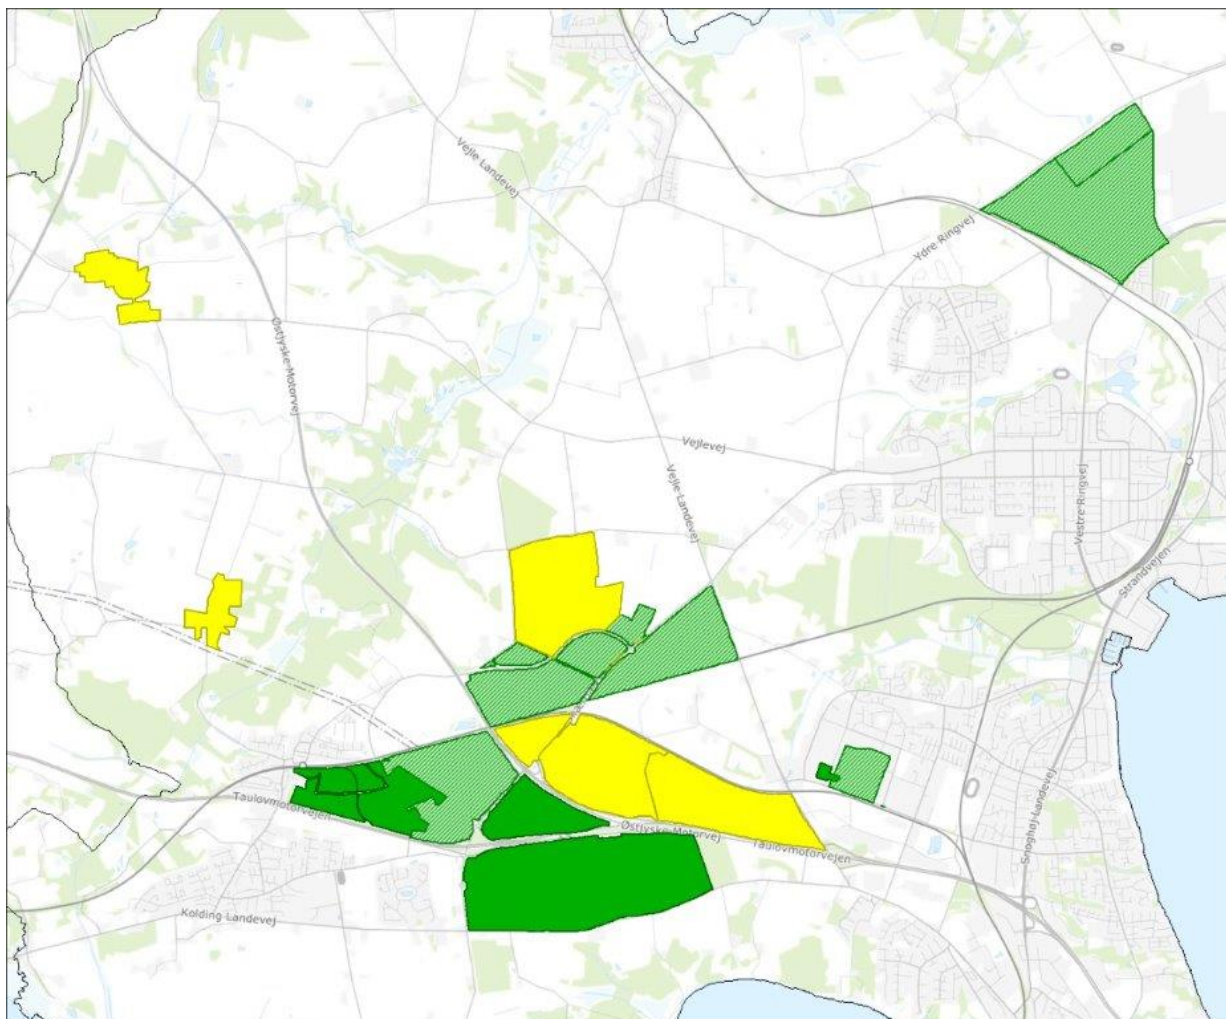 Vejle Landevej
Ydre Ringvej
Østjyske Motorvej
Vejlevej
Vejle Landevej
Vestre Ringvej
Strandvejen
Taulovmotorvejen
Østjyske Motorvej
Taulovmotorvejen
Snoghøj Landevej
Kolding Landevej